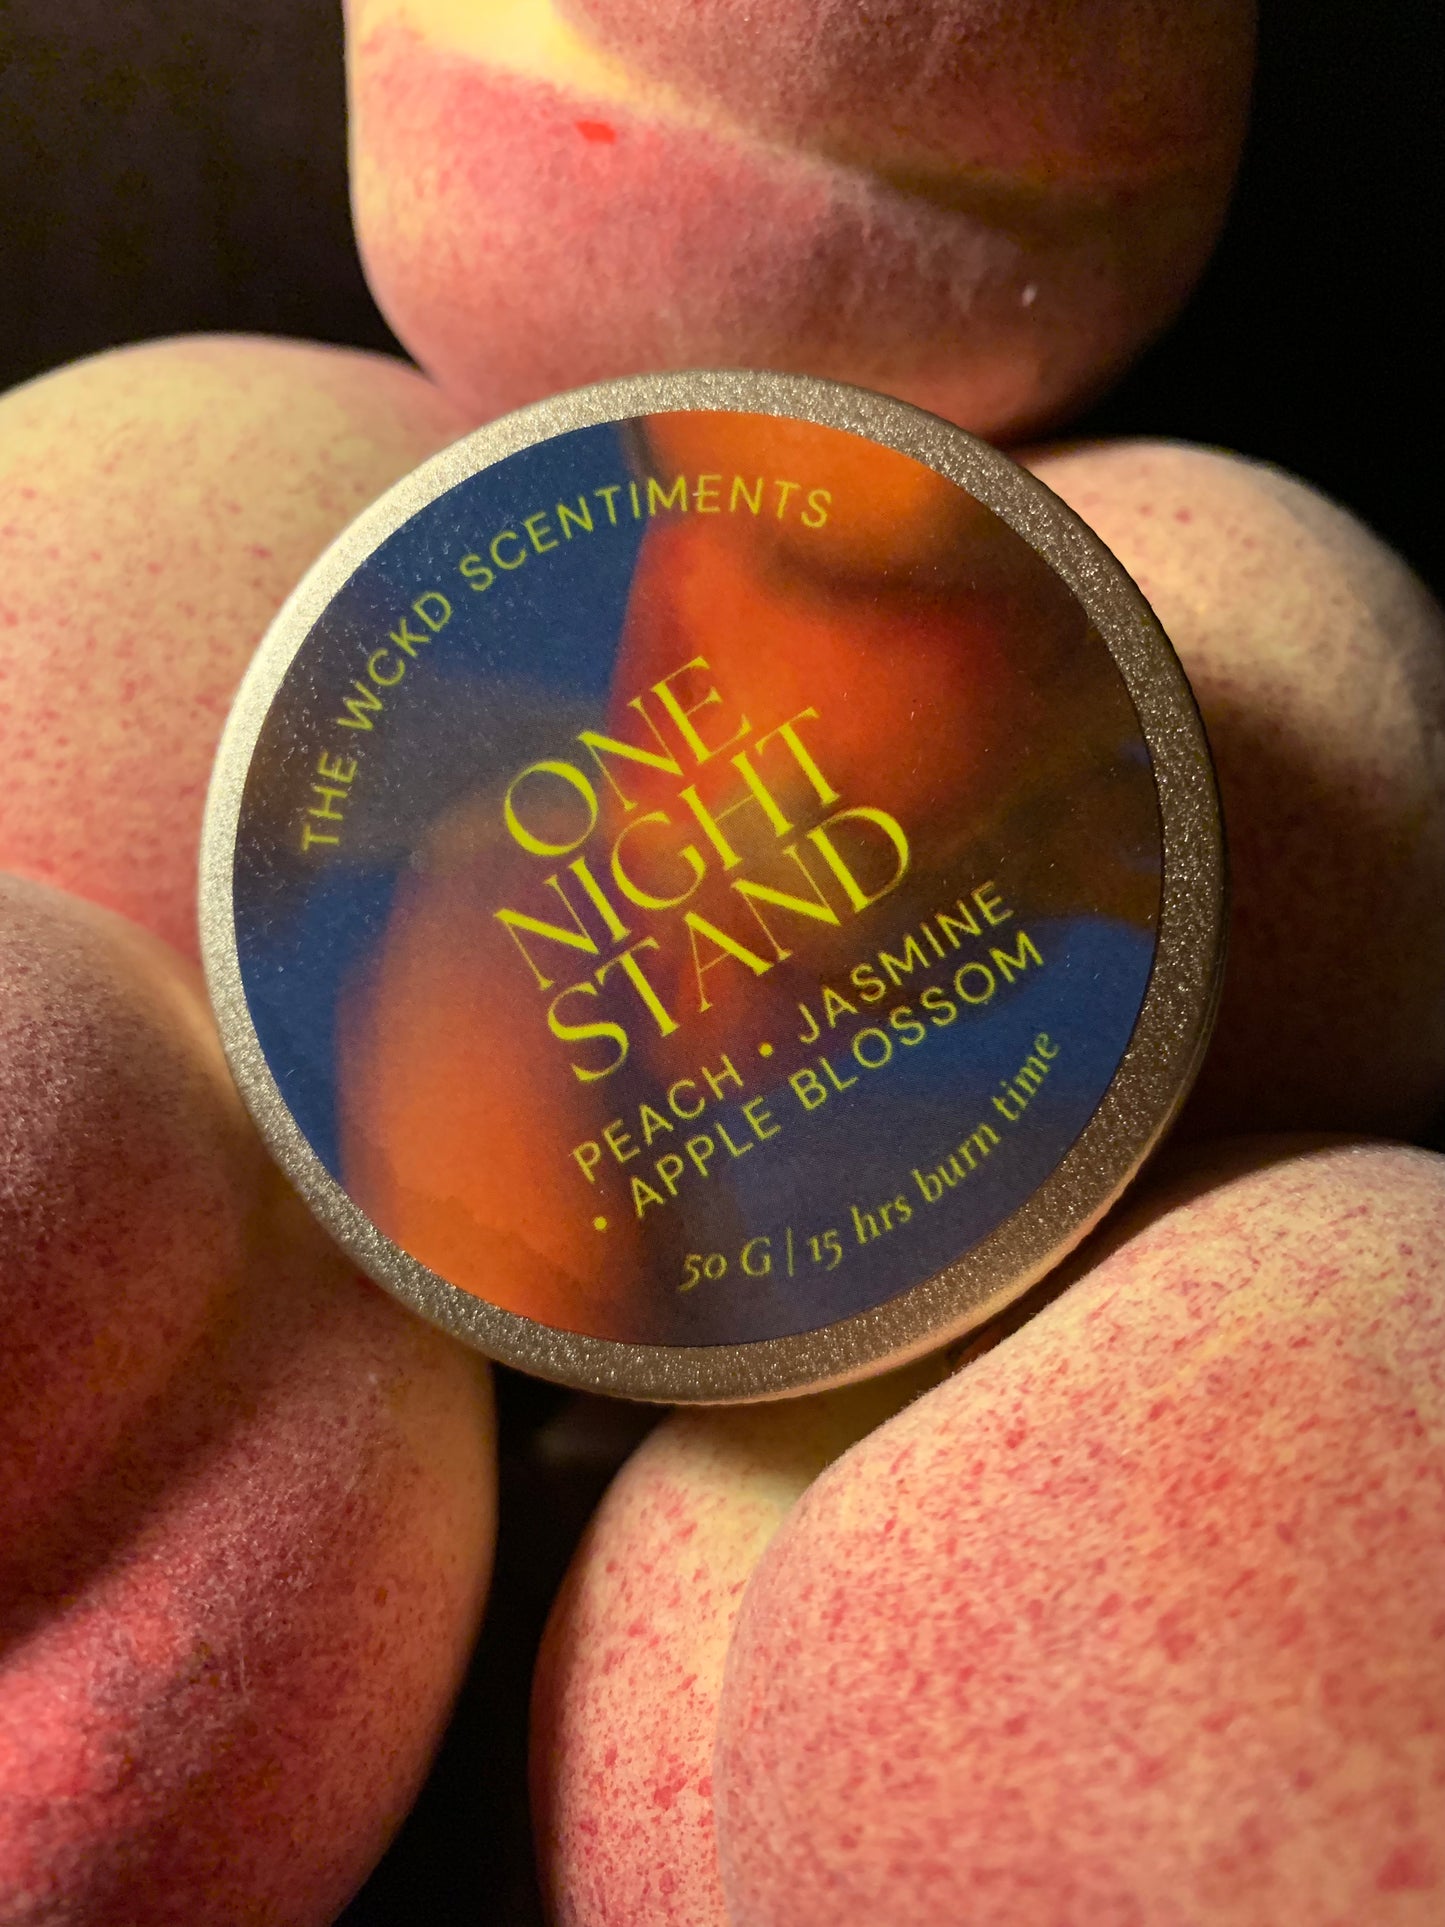 THE WCKD SCENTIMENTS
ONE
NIGHT
STAND
PEACH • JASMINE
• APPLE BLOSSOM
50 G | 15 hrs burn time